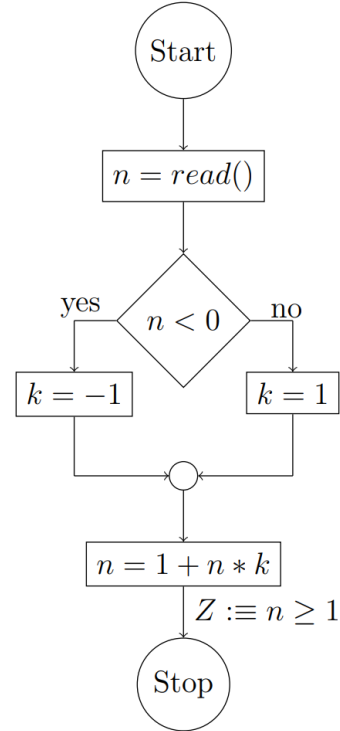 Start
n = read()
yes
n < 0
no
k = −1
k = 1
n = 1 + n ∗ k
Z :≡ n ≥ 1
Stop